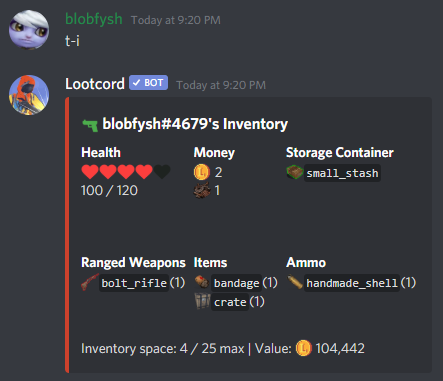 blobfysh Today at 9:20 PM
t-i
Lootcord BOT Today at 9:20 PM
blobfysh#4679's Inventory
Health Money Storage Container
2 small_stash
100 / 120 1
Ranged Weapons Items Ammo
bolt_rifle(1) bandage(1) handmade_shell(1)
crate(1)
Inventory space: 4 / 25 max | Value: 104,442